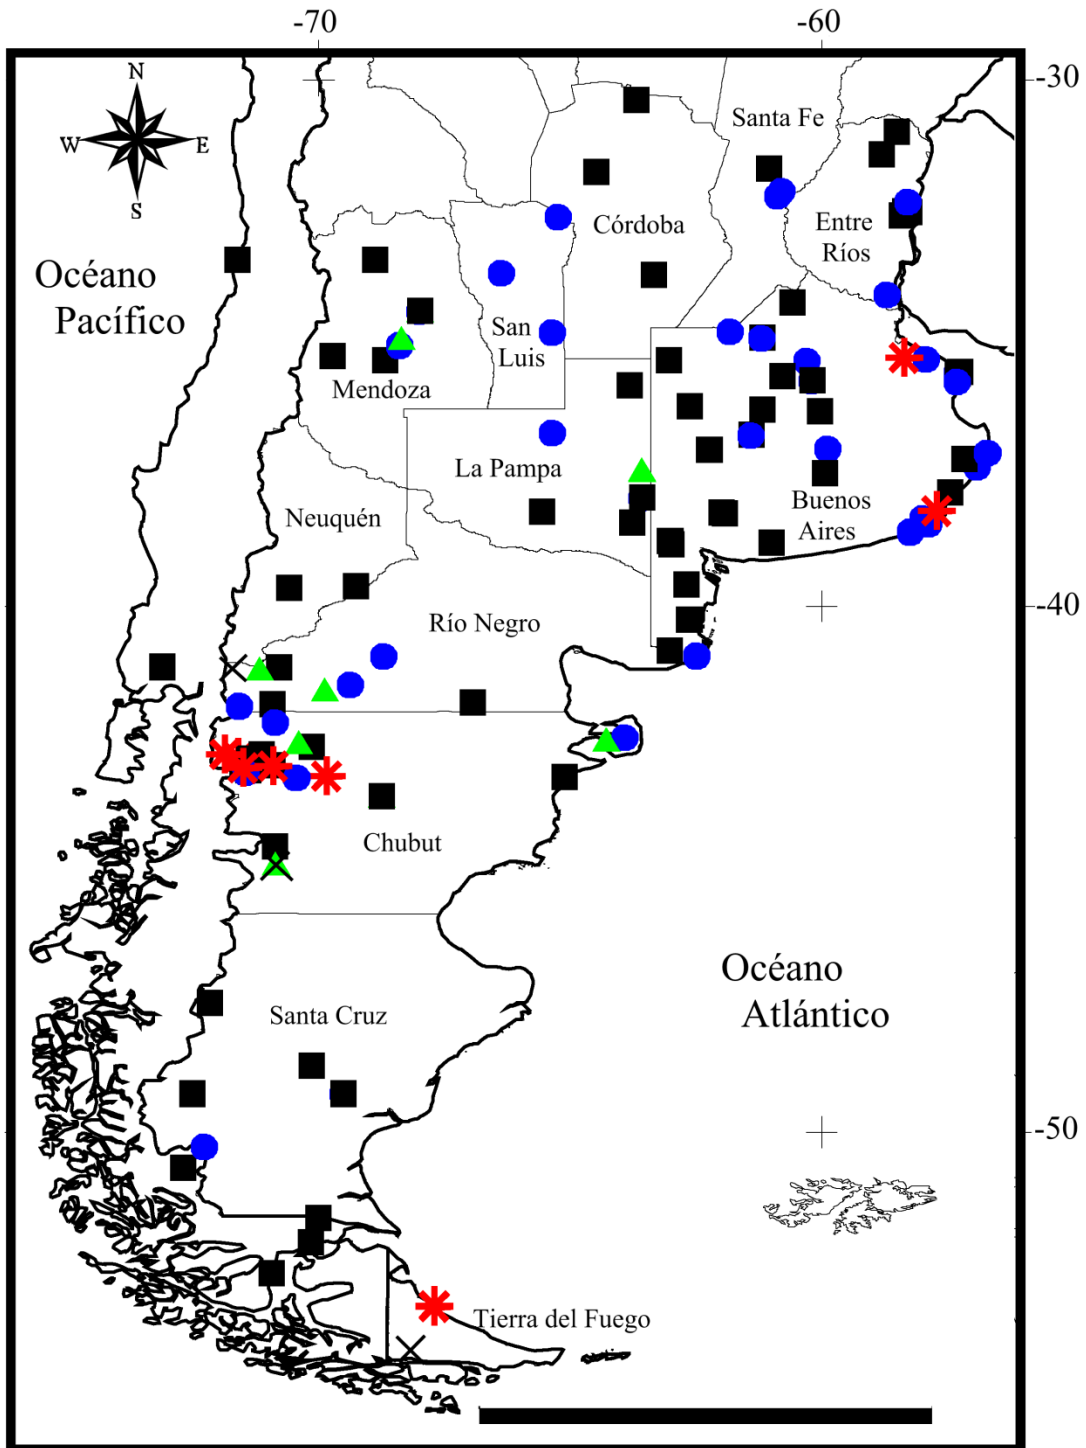 -70
-60
N
W
E
S
-30
Santa Fe
Entre
Ríos
Córdoba
Océano
Pacífico
San
Luis
Mendoza
La Pampa
Buenos
Aires
Neuquén
-40
Río Negro
Chubut
Océano
Atlántico
Santa Cruz
-50
Tierra del Fuego